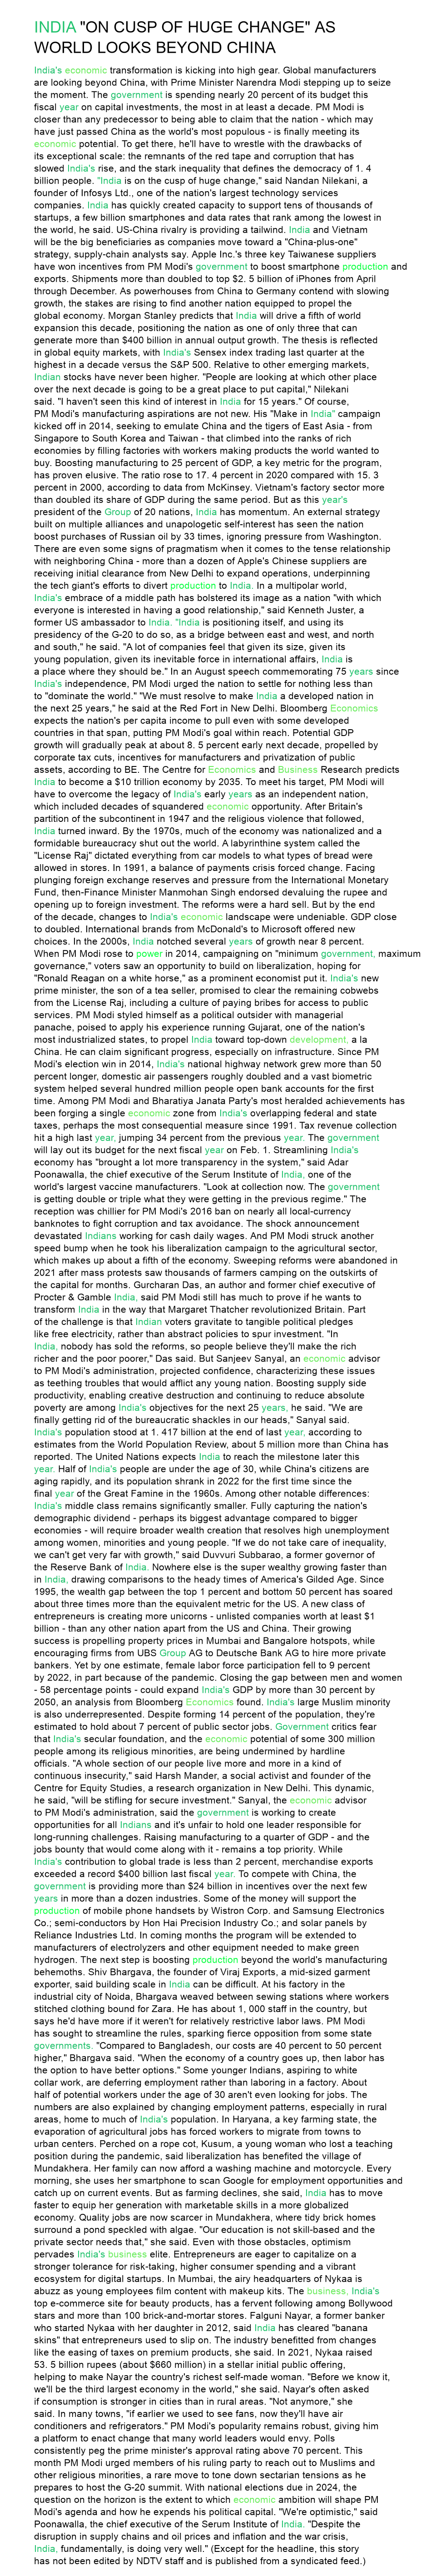 INDIA "ON CUSP OF HUGE CHANGE" AS
WORLD LOOKS BEYOND CHINA
India's economic transformation is kicking into high gear. Global manufacturers
are looking beyond China, with Prime Minister Narendra Modi stepping up to seize
the moment. The government is spending nearly 20 percent of its budget this
fiscal year on capital investments, the most in at least a decade. PM Modi is
closer than any predecessor to being able to claim that the nation - which may
have just passed China as the world's most populous - is finally meeting its
economic potential. To get there, he'll have to wrestle with the drawbacks of
its exceptional scale: the remnants of the red tape and corruption that has
slowed India's rise, and the stark inequality that defines the democracy of 1. 4
billion people. "India is on the cusp of huge change," said Nandan Nilekani, a
founder of Infosys Ltd., one of the nation's largest technology services
companies. India has quickly created capacity to support tens of thousands of
startups, a few billion smartphones and data rates that rank among the lowest in
the world, he said. US-China rivalry is providing a tailwind. India and Vietnam
will be the big beneficiaries as companies move toward a "China-plus-one"
strategy, supply-chain analysts say. Apple Inc.'s three key Taiwanese suppliers
have won incentives from PM Modi's government to boost smartphone production and
exports. Shipments more than doubled to top $2. 5 billion of iPhones from April
through December. As powerhouses from China to Germany contend with slowing
growth, the stakes are rising to find another nation equipped to propel the
global economy. Morgan Stanley predicts that India will drive a fifth of world
expansion this decade, positioning the nation as one of only three that can
generate more than $400 billion in annual output growth. The thesis is reflected
in global equity markets, with India's Sensex index trading last quarter at the
highest in a decade versus the S&P 500. Relative to other emerging markets,
Indian stocks have never been higher. "People are looking at which other place
over the next decade is going to be a great place to put capital," Nilekani
said. "I haven't seen this kind of interest in India for 15 years." Of course,
PM Modi's manufacturing aspirations are not new. His "Make in India" campaign
kicked off in 2014, seeking to emulate China and the tigers of East Asia - from
Singapore to South Korea and Taiwan - that climbed into the ranks of rich
economies by filling factories with workers making products the world wanted to
buy. Boosting manufacturing to 25 percent of GDP, a key metric for the program,
has proven elusive. The ratio rose to 17. 4 percent in 2020 compared with 15. 3
percent in 2000, according to data from McKinsey. Vietnam's factory sector more
than doubled its share of GDP during the same period. But as this year's
president of the Group of 20 nations, India has momentum. An external strategy
built on multiple alliances and unapologetic self-interest has seen the nation
boost purchases of Russian oil by 33 times, ignoring pressure from Washington.
There are even some signs of pragmatism when it comes to the tense relationship
with neighboring China - more than a dozen of Apple's Chinese suppliers are
receiving initial clearance from New Delhi to expand operations, underpinning
the tech giant's efforts to divert production to India. In a multipolar world,
India's embrace of a middle path has bolstered its image as a nation "with which
everyone is interested in having a good relationship," said Kenneth Juster, a
former US ambassador to India. "India is positioning itself, and using its
presidency of the G-20 to do so, as a bridge between east and west, and north
and south," he said. "A lot of companies feel that given its size, given its
young population, given its inevitable force in international affairs, India is
a place where they should be." In an August speech commemorating 75 years since
India's independence, PM Modi urged the nation to settle for nothing less than
to "dominate the world." "We must resolve to make India a developed nation in
the next 25 years," he said at the Red Fort in New Delhi. Bloomberg Economics
expects the nation's per capita income to pull even with some developed
countries in that span, putting PM Modi's goal within reach. Potential GDP
growth will gradually peak at about 8. 5 percent early next decade, propelled by
corporate tax cuts, incentives for manufacturers and privatization of public
assets, according to BE. The Centre for Economics and Business Research predicts
India to become a $10 trillion economy by 2035. To meet his target, PM Modi will
have to overcome the legacy of India's early years as an independent nation,
which included decades of squandered economic opportunity. After Britain's
partition of the subcontinent in 1947 and the religious violence that followed,
India turned inward. By the 1970s, much of the economy was nationalized and a
formidable bureaucracy shut out the world. A labyrinthine system called the
"License Raj" dictated everything from car models to what types of bread were
allowed in stores. In 1991, a balance of payments crisis forced change. Facing
plunging foreign exchange reserves and pressure from the International Monetary
Fund, then-Finance Minister Manmohan Singh endorsed devaluing the rupee and
opening up to foreign investment. The reforms were a hard sell. But by the end
of the decade, changes to India's economic landscape were undeniable. GDP close
to doubled. International brands from McDonald's to Microsoft offered new
choices. In the 2000s, India notched several years of growth near 8 percent.
When PM Modi rose to power in 2014, campaigning on "minimum government, maximum
governance," voters saw an opportunity to build on liberalization, hoping for
"Ronald Reagan on a white horse," as a prominent economist put it. India's new
prime minister, the son of a tea seller, promised to clear the remaining cobwebs
from the Licence Raj, including a culture of paying bribes for access to public
services. PM Modi styled himself as a political outsider with managerial
panache, poised to apply his experience running Gujarat, one of the nation's
most industrialized states, to propel India toward top-down development, a la
China. He can claim significant progress, especially on infrastructure. Since PM
Modi's election win in 2014, India's national highway network grew more than 50
percent longer, domestic air passengers roughly doubled and a vast biometric
system helped several hundred million people open bank accounts for the first
time. Among PM Modi and Bharatiya Janata Party's most heralded achievements has
been forging a single economic zone from India's overlapping federal and state
taxes, perhaps the most monumental measure since 1991. Tax revenue collection
hit a high last year, jumping 34 percent from the previous year. The government
will lay out its budget for the next fiscal year on Feb. 1. Streamlining India's
economy has "brought a lot more transparency in the system," said Adar
Poonawalla, the chief executive of the Serum Institute of India, one of the
world's largest vaccine manufacturers. "Look at collection now. The government
is getting double or triple what they were getting in the previous regime." The
reception was chillier for PM Modi's 2016 ban on nearly all local-currency
banknotes to fight corruption and tax avoidance. The shock announcement
devastated Indians working for cash daily wages. And PM Modi struck another
speed bump when he took his liberalization campaign to the agricultural sector,
which makes up about a fifth of the economy. Sweeping reforms were abandoned in
2021 after mass protests saw thousands of farmers camping on the outskirts of
the capital for months. Gurcharan Das, an author and former chief executive of
Procter & Gamble India, said PM Modi still has much to prove if he wants to
transform India in the way that Margaret Thatcher revolutionized Britain. Part
of the challenge is that Indian voters gravitate to tangible political pledges
like free electricity, rather than abstract policies to spur investment. "In
India, nobody has sold the reforms, so people believe they'll make the rich
richer and the poor poorer," Das said. But Sanjeev Sanyal, an economic advisor
to PM Modi's administration, projected confidence, characterizing these issues
as teething troubles that would afflict any young nation. Boosting supply side
productivity, enabling creative destruction and continuing to reduce absolute
poverty are among India's objectives for the next 25 years, he said. "We are
finally getting rid of the bureaucratic shackles in our heads," Sanyal said.
India's population stood at 1. 417 billion at the end of last year, according to
estimates from the World Population Review, about 5 million more than China has
reported. The United Nations expects India to reach the milestone later this
year. Half of India's people are under the age of 30, while China's citizens are
aging rapidly, and its population shrank in 2022 for the first time since the
final year of the Great Famine in the 1960s. Among other notable differences:
India's middle class remains significantly smaller. Fully capturing the nation's
demographic dividend - perhaps its biggest advantage compared to bigger
economies - will require broader wealth creation that resolves high unemployment
among women, minorities and young people. "If we do not take care of inequality,
we can't get very far with growth," said Duvvuri Subbarao, a former governor of
the Reserve Bank of India. Nowhere else is the super wealthy growing faster than
in India, drawing comparisons to the heady times of America's Gilded Age. Since
1995, the wealth gap between the top 1 percent and bottom 50 percent has soared
about three times more than the equivalent metric for the US. A new class of
entrepreneurs is creating more unicorns - unlisted companies worth at least $1
billion - than any other nation apart from the US and China. Their growing
success is propelling property prices in Mumbai and Bangalore hotspots, while
encouraging firms from UBS Group AG to Deutsche Bank AG to hire more private
bankers. Yet by one estimate, female labor force participation fell to 9 percent
by 2022, in part because of the pandemic. Closing the gap between men and women
- 58 percentage points - could expand India's GDP by more than 30 percent by
2050, an analysis from Bloomberg Economics found. India's large Muslim minority
is also underrepresented. Despite forming 14 percent of the population, they're
estimated to hold about 7 percent of public sector jobs. Government critics fear
that India's secular foundation, and the economic potential of some 300 million
people among its religious minorities, are being undermined by hardline
officials. "A whole section of our people live more and more in a kind of
continuous insecurity," said Harsh Mander, a social activist and founder of the
Centre for Equity Studies, a research organization in New Delhi. This dynamic,
he said, "will be stifling for secure investment." Sanyal, the economic advisor
to PM Modi's administration, said the government is working to create
opportunities for all Indians and it's unfair to hold one leader responsible for
long-running challenges. Raising manufacturing to a quarter of GDP - and the
jobs bounty that would come along with it - remains a top priority. While
India's contribution to global trade is less than 2 percent, merchandise exports
exceeded a record $400 billion last fiscal year. To compete with China, the
government is providing more than $24 billion in incentives over the next few
years in more than a dozen industries. Some of the money will support the
production of mobile phone handsets by Wistron Corp. and Samsung Electronics
Co.; semi-conductors by Hon Hai Precision Industry Co.; and solar panels by
Reliance Industries Ltd. In coming months the program will be extended to
manufacturers of electrolyzers and other equipment needed to make green
hydrogen. The next step is boosting production beyond the world's manufacturing
behemoths. Shiv Bhargava, the founder of Viraj Exports, a mid-sized garment
exporter, said building scale in India can be difficult. At his factory in the
industrial city of Noida, Bhargava weaved between sewing stations where workers
stitched clothing bound for Zara. He has about 1, 000 staff in the country, but
says he'd have more if it weren't for relatively restrictive labor laws. PM Modi
has sought to streamline the rules, sparking fierce opposition from some state
governments. "Compared to Bangladesh, our costs are 40 percent to 50 percent
higher," Bhargava said. "When the economy of a country goes up, then labor has
the option to have better options." Some younger Indians, aspiring to white
collar work, are deferring employment rather than laboring in a factory. About
half of potential workers under the age of 30 aren't even looking for jobs. The
numbers are also explained by changing employment patterns, especially in rural
areas, home to much of India's population. In Haryana, a key farming state, the
evaporation of agricultural jobs has forced workers to migrate from towns to
urban centers. Perched on a rope cot, Kusum, a young woman who lost a teaching
position during the pandemic, said liberalization has benefited the village of
Mundakhera. Her family can now afford a washing machine and motorcycle. Every
morning, she uses her smartphone to scan Google for employment opportunities and
catch up on current events. But as farming declines, she said, India has to move
faster to equip her generation with marketable skills in a more globalized
economy. Quality jobs are now scarcer in Mundakhera, where tidy brick homes
surround a pond speckled with algae. "Our education is not skill-based and the
private sector needs that," she said. Even with those obstacles, optimism
pervades India's business elite. Entrepreneurs are eager to capitalize on a
stronger tolerance for risk-taking, higher consumer spending and a vibrant
ecosystem for digital startups. In Mumbai, the airy headquarters of Nykaa is
abuzz as young employees film content with makeup kits. The business, India's
top e-commerce site for beauty products, has a fervent following among Bollywood
stars and more than 100 brick-and-mortar stores. Falguni Nayar, a former banker
who started Nykaa with her daughter in 2012, said India has cleared "banana
skins" that entrepreneurs used to slip on. The industry benefitted from changes
like the easing of taxes on premium products, she said. In 2021, Nykaa raised
53. 5 billion rupees (about $660 million) in a stellar initial public offering,
helping to make Nayar the country's richest self-made woman. "Before we know it,
we'll be the third largest economy in the world," she said. Nayar's often asked
if consumption is stronger in cities than in rural areas. "Not anymore," she
said. In many towns, "if earlier we used to see fans, now they'll have air
conditioners and refrigerators." PM Modi's popularity remains robust, giving him
a platform to enact change that many world leaders would envy. Polls
consistently peg the prime minister's approval rating above 70 percent. This
month PM Modi urged members of his ruling party to reach out to Muslims and
other religious minorities, a rare move to tone down sectarian tensions as he
prepares to host the G-20 summit. With national elections due in 2024, the
question on the horizon is the extent to which economic ambition will shape PM
Modi's agenda and how he expends his political capital. "We're optimistic," said
Poonawalla, the chief executive of the Serum Institute of India. "Despite the
disruption in supply chains and oil prices and inflation and the war crisis,
India, fundamentally, is doing very well." (Except for the headline, this story
has not been edited by NDTV staff and is published from a syndicated feed.)